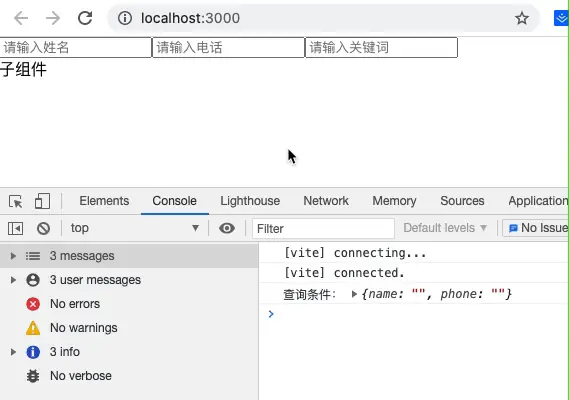 localhost:3000
请输入姓名 请输入电话 请输入关键词
子组件
Elements Console Lighthouse Network Memory Sources Application
top Filter Default levels No Issue
3 messages
3 user messages
No errors
No warnings
3 info
No verbose
[vite] connecting...
[vite] connected.
查询条件: {name: "", phone: ""}